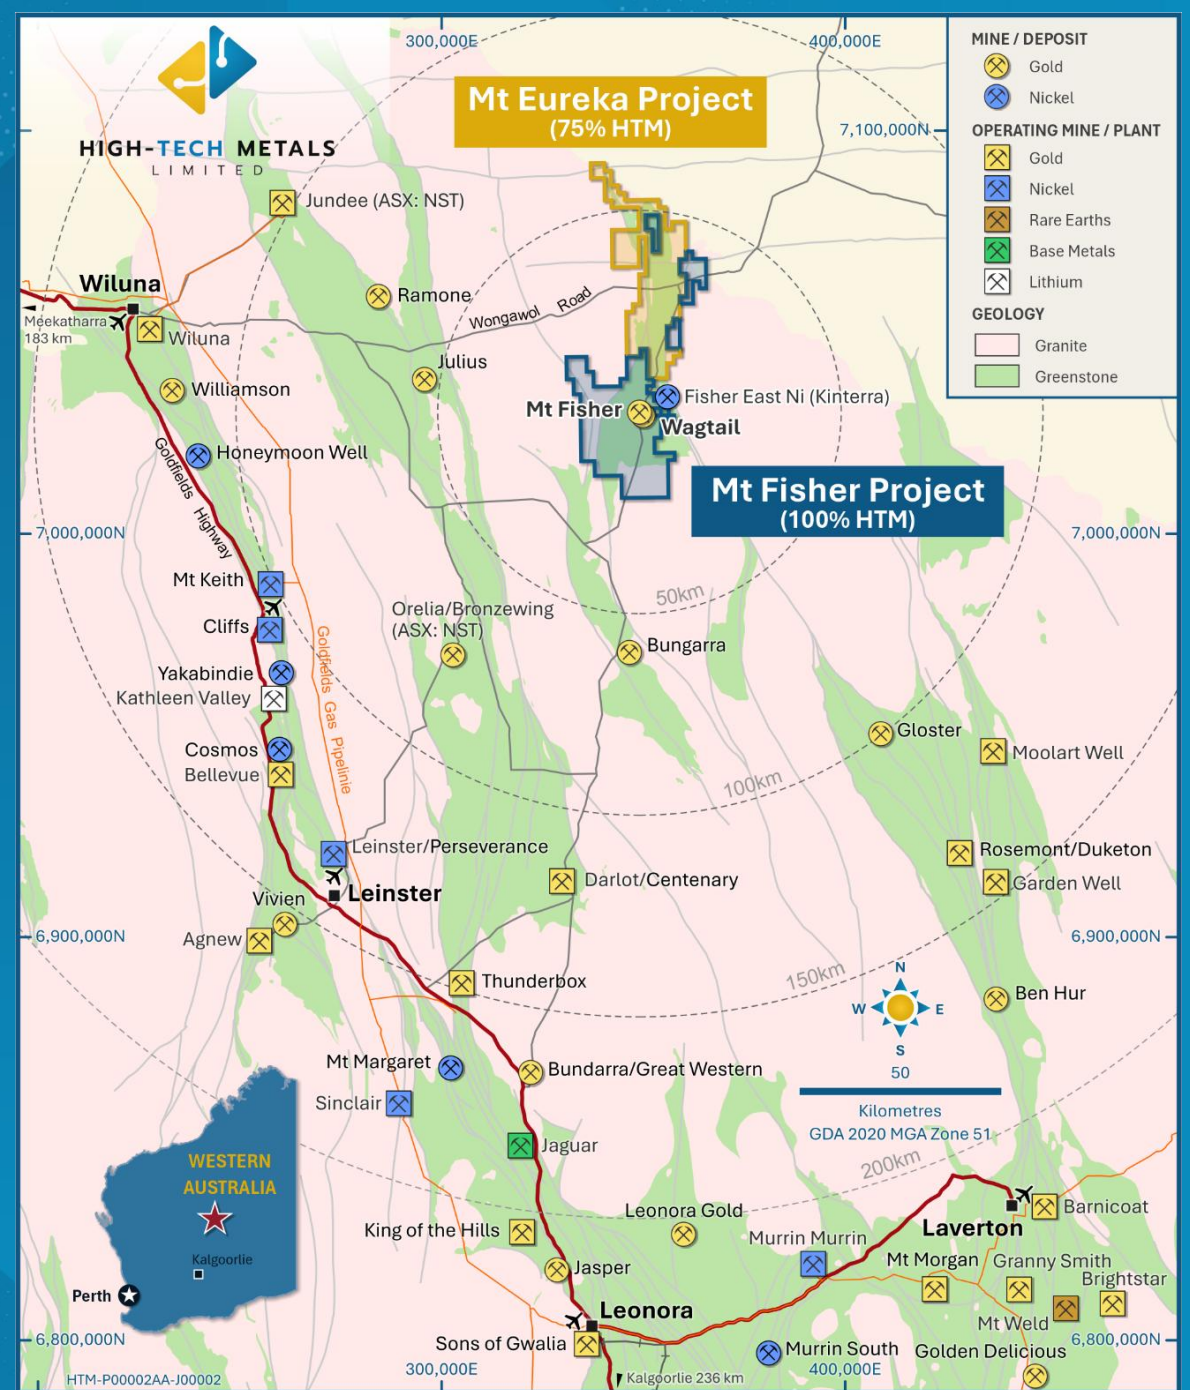 HIGH-TECH METALS
LIMITED
300,000E
400,000E
Mt Eureka Project
(75% HTM)
7,100,000N
MINE / DEPOSIT
Gold
Nickel
OPERATING MINE / PLANT
Gold
Nickel
Rare Earths
Base Metals
Lithium
GEOLOGY
Granite
Greenstone
Jundee (ASX: NST)
Wiluna
Ramone
Wongawol Road
Meekatharra
183 km
Wiluna
Julius
Williamson
Fisher East Ni (Kinterra)
Mt Fisher
Wagtail
Honeymoon Well
Goldfields Highway
Mt Fisher Project
(100% HTM)
7,000,000N
7,000,000N
Mt Keith
50km
Orelia/Bronzewing
(ASX: NST)
Cliffs
Goldfields Gas Pipelinie
Bungarra
Yakabindie
Kathleen Valley
Gloster
Cosmos
Moolart Well
Bellevue
100km
Leinster/Perseverance
Rosemont/Duketon
Darlot/Centenary
Garden Well
Leinster
Vivien
Agnew
6,900,000N
6,900,000N
150km
Thunderbox
N
W
E
S
Ben Hur
Mt Margaret
Bundarra/Great Western
50
Sinclair
Kilometres
GDA 2020 MGA Zone 51
Jaguar
WESTERN
AUSTRALIA
200km
Leonora Gold
Barnicoat
King of the Hills
Murrin Murrin
Laverton
Kalgoorlie
Mt Morgan
Granny Smith
Jasper
Brightstar
Perth
Leonora
Mt Weld
6,800,000N
Sons of Gwalia
6,800,000N
Murrin South
Golden Delicious
300,000E
400,000E
Kalgoorlie 236 km
HTM-P00002AA-J00002